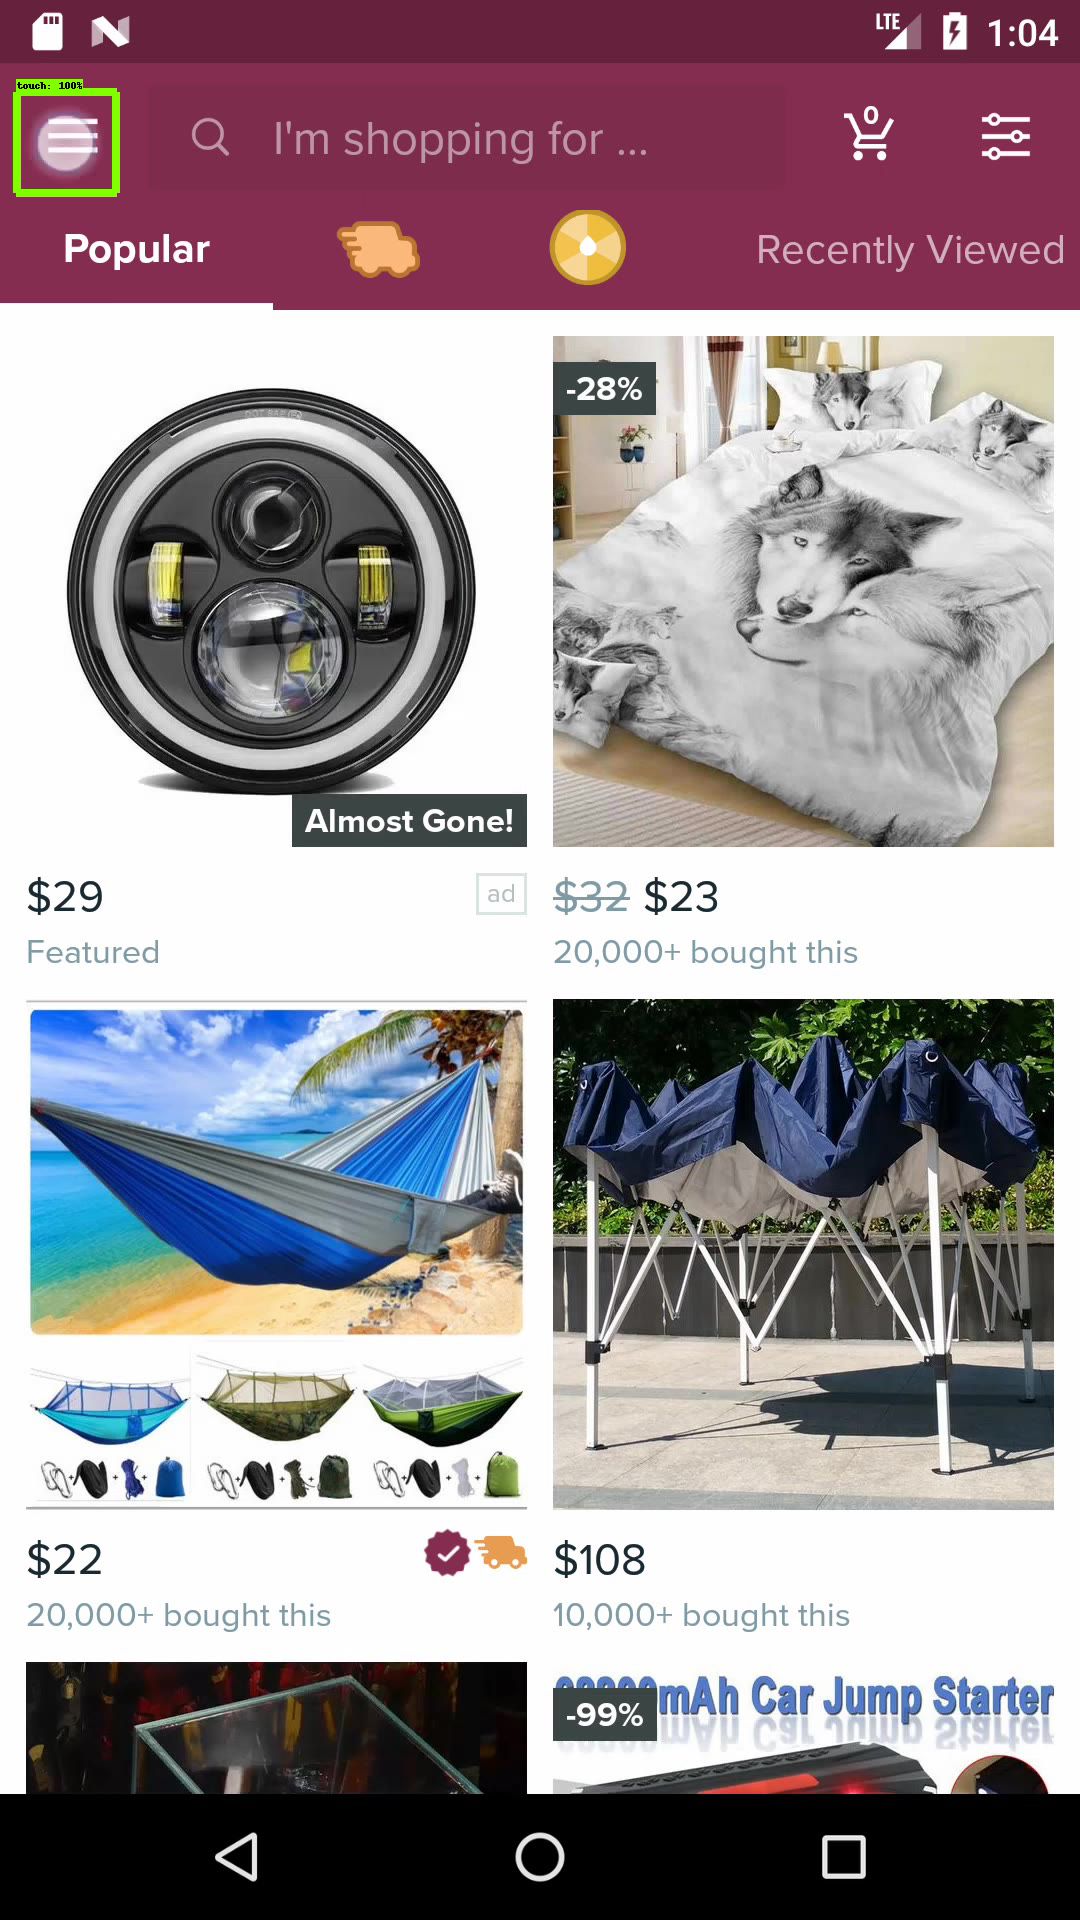 LTE
1:04
touch: 100%
I'm shopping for ...
0
Popular
Recently Viewed
-28%
Almost Gone!
$29
ad
$32 $23
Featured
20,000+ bought this
$22
$108
20,000+ bought this
10,000+ bought this
mAh Car Jump Starter
-99%